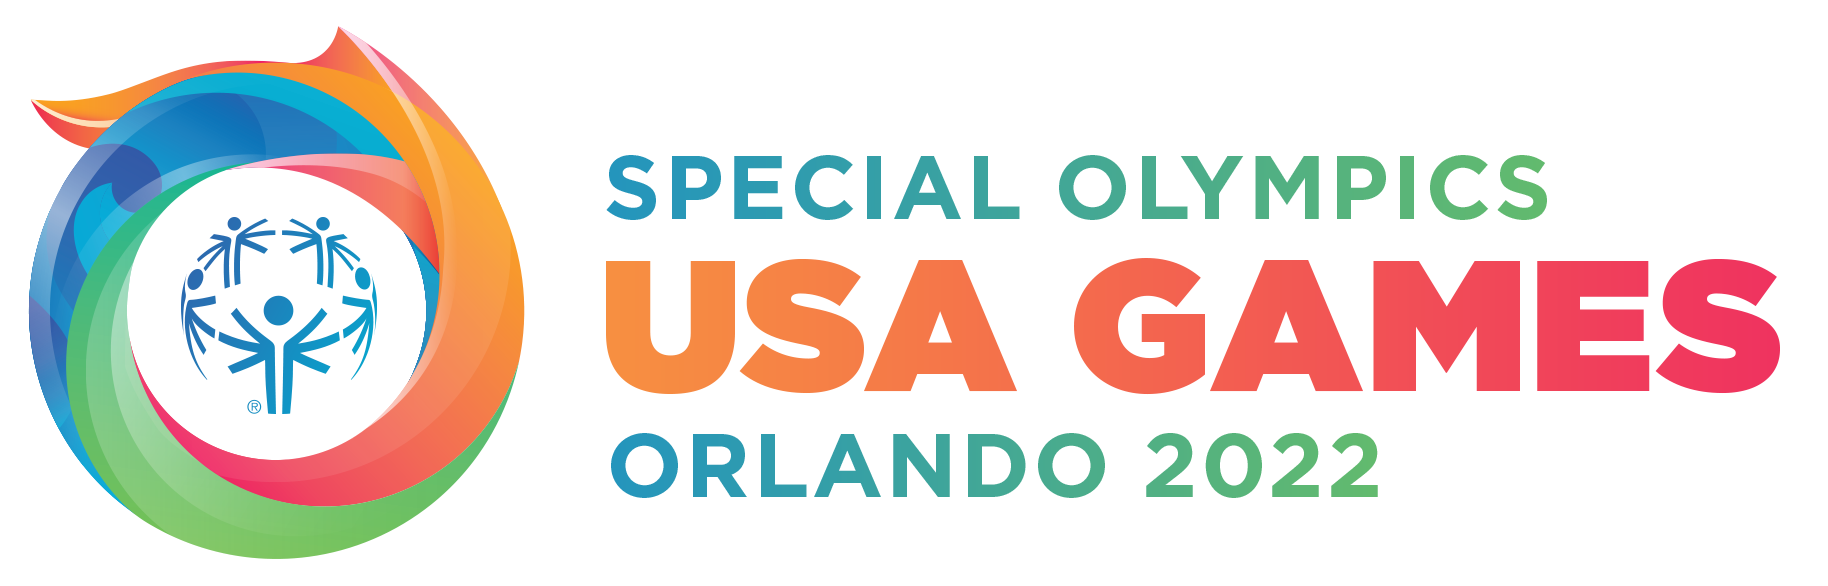 SPECIAL OLYMPICS
USA GAMES
ORLANDO 2022
®